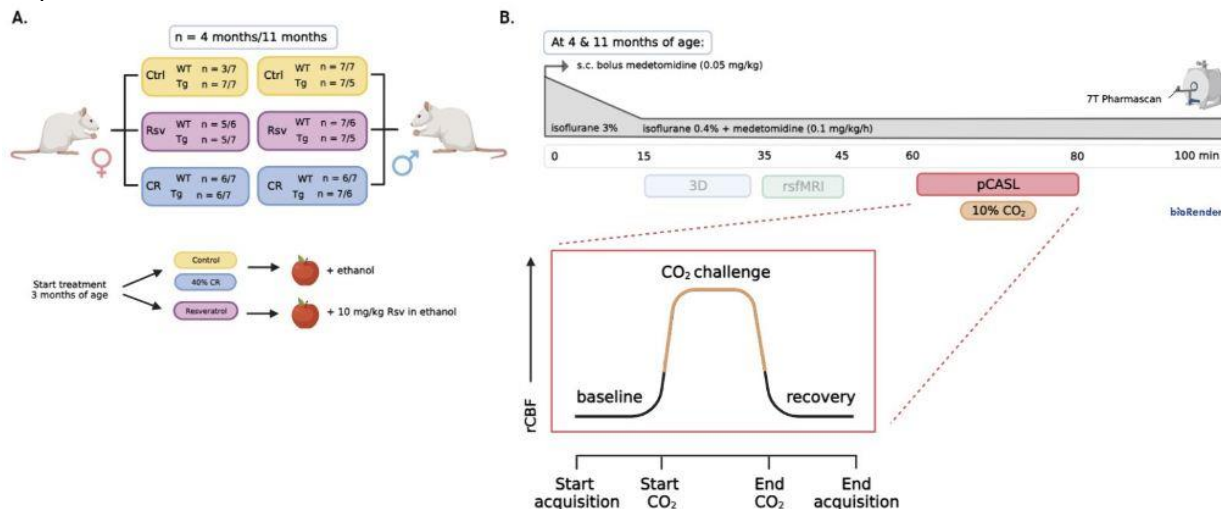 A.
n = 4 months/11 months
Ctrl
WT n = 3/7
Tg n = 7/7
Ctrl
WT n = 7/7
Tg n = 7/5
Rsv
WT n = 5/6
Tg n = 5/7
Rsv
WT n = 7/6
Tg n = 7/5
CR
WT n = 6/7
Tg n = 6/7
CR
WT n = 6/7
Tg n = 7/6
Start treatment
3 months of age
Control
40% CR
Resveratrol
+ ethanol
+ 10 mg/kg Rsv in ethanol
B.
At 4 & 11 months of age:
s.c. bolus medetomidine (0.05 mg/kg)
7T Pharmascan
isoflurane 3%
isoflurane 0.4% + medetomidine (0.1 mg/kg/h)
0 15 35 45 60 80 100 min
3D
rsfMRI
pCASL
10% CO₂
bioRender
CO₂ challenge
baseline
recovery
rCBF
Start
acquisition
Start
CO₂
End
CO₂
End
acquisition